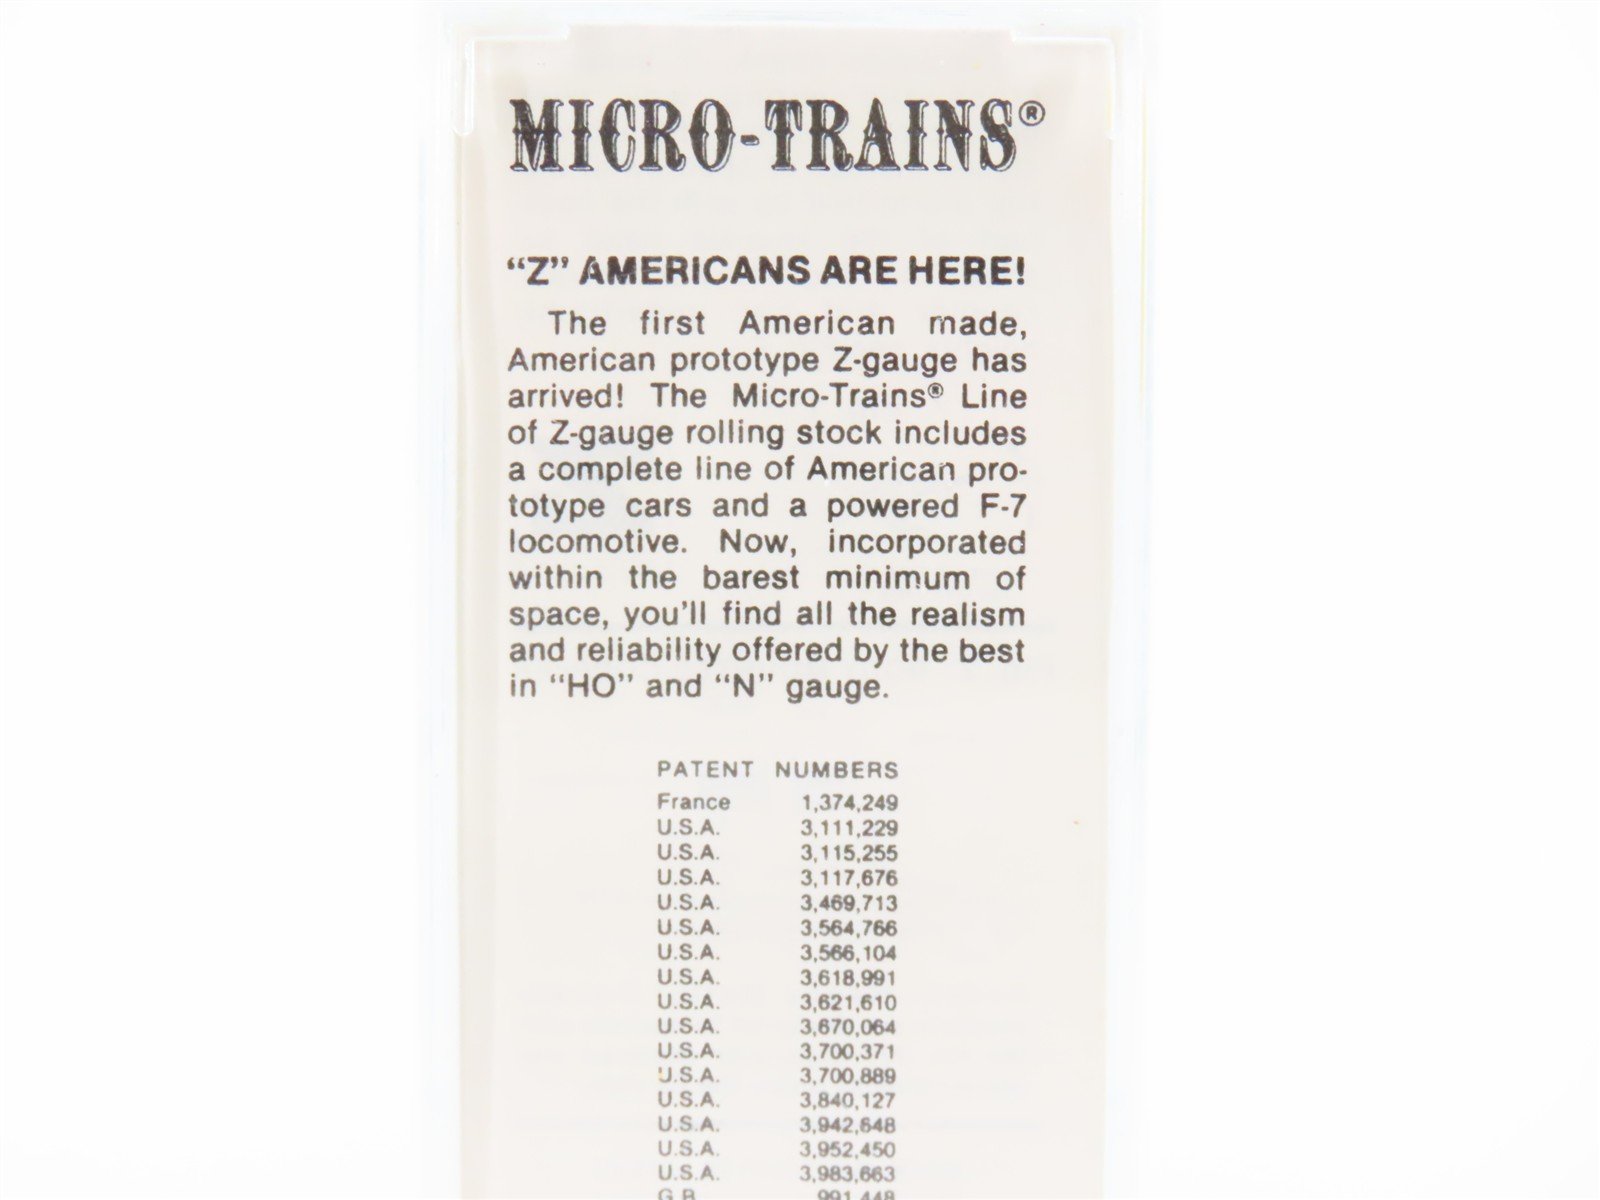 MICRO-TRAINS®
“Z” AMERICANS ARE HERE!
The first American made,
American prototype Z-gauge has
arrived! The Micro-Trains® Line
of Z-gauge rolling stock includes
a complete line of American pro-
totype cars and a powered F-7
locomotive. Now, incorporated
within the barest minimum of
space, you'll find all the realism
and reliability offered by the best
in “HO” and “N” gauge.
PATENT NUMBERS
France 1,374,249
U.S.A. 3,111,229
U.S.A. 3,115,255
U.S.A. 3,117,676
U.S.A. 3,469,713
U.S.A. 3,564,766
U.S.A. 3,566,104
U.S.A. 3,618,991
U.S.A. 3,621,610
U.S.A. 3,670,064
U.S.A. 3,700,371
U.S.A. 3,700,889
U.S.A. 3,840,127
U.S.A. 3,942,648
U.S.A. 3,952,450
U.S.A. 3,983,663
G.B. 991,448